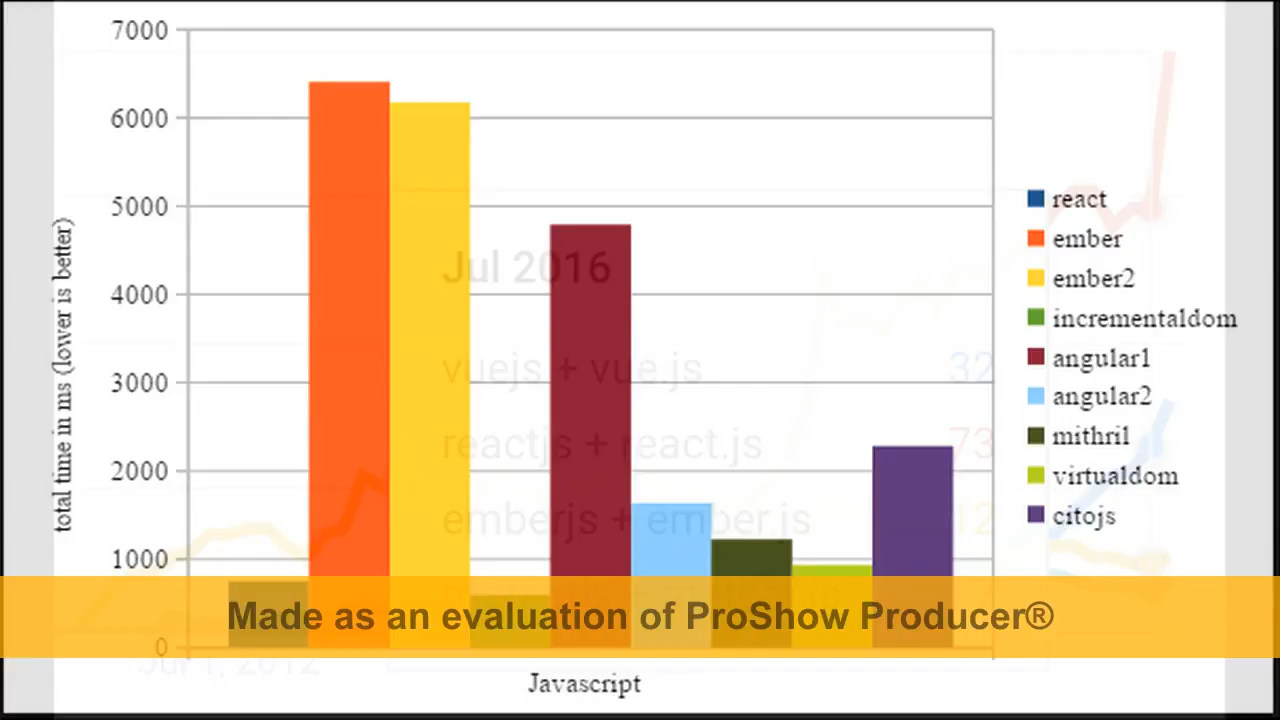 7000
6000
5000
4000
3000
2000
1000
0
total time in ms (lower is better)
Javascript
react
ember
ember2
incrementaldom
angular1
angular2
mithril
virtualdom
citojs
Jul 2016
vuejs + vue.js
32
reactjs + react.js
73
emberjs + ember.js
12
Made as an evaluation of ProShow Producer®
Jul 1, 2012